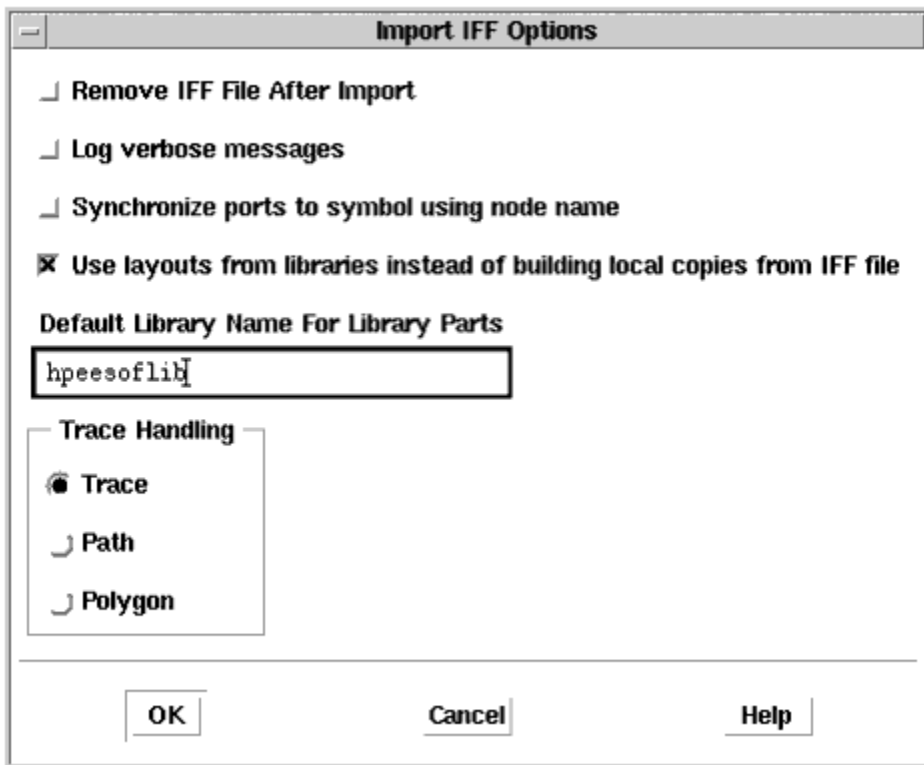 Import IFF Options
Remove IFF File After Import
Log verbose messages
Synchronize ports to symbol using node name
Use layouts from libraries instead of building local copies from IFF file
Default Library Name For Library Parts
hpeesoflib
Trace Handling
Trace
Path
Polygon
OK Cancel Help